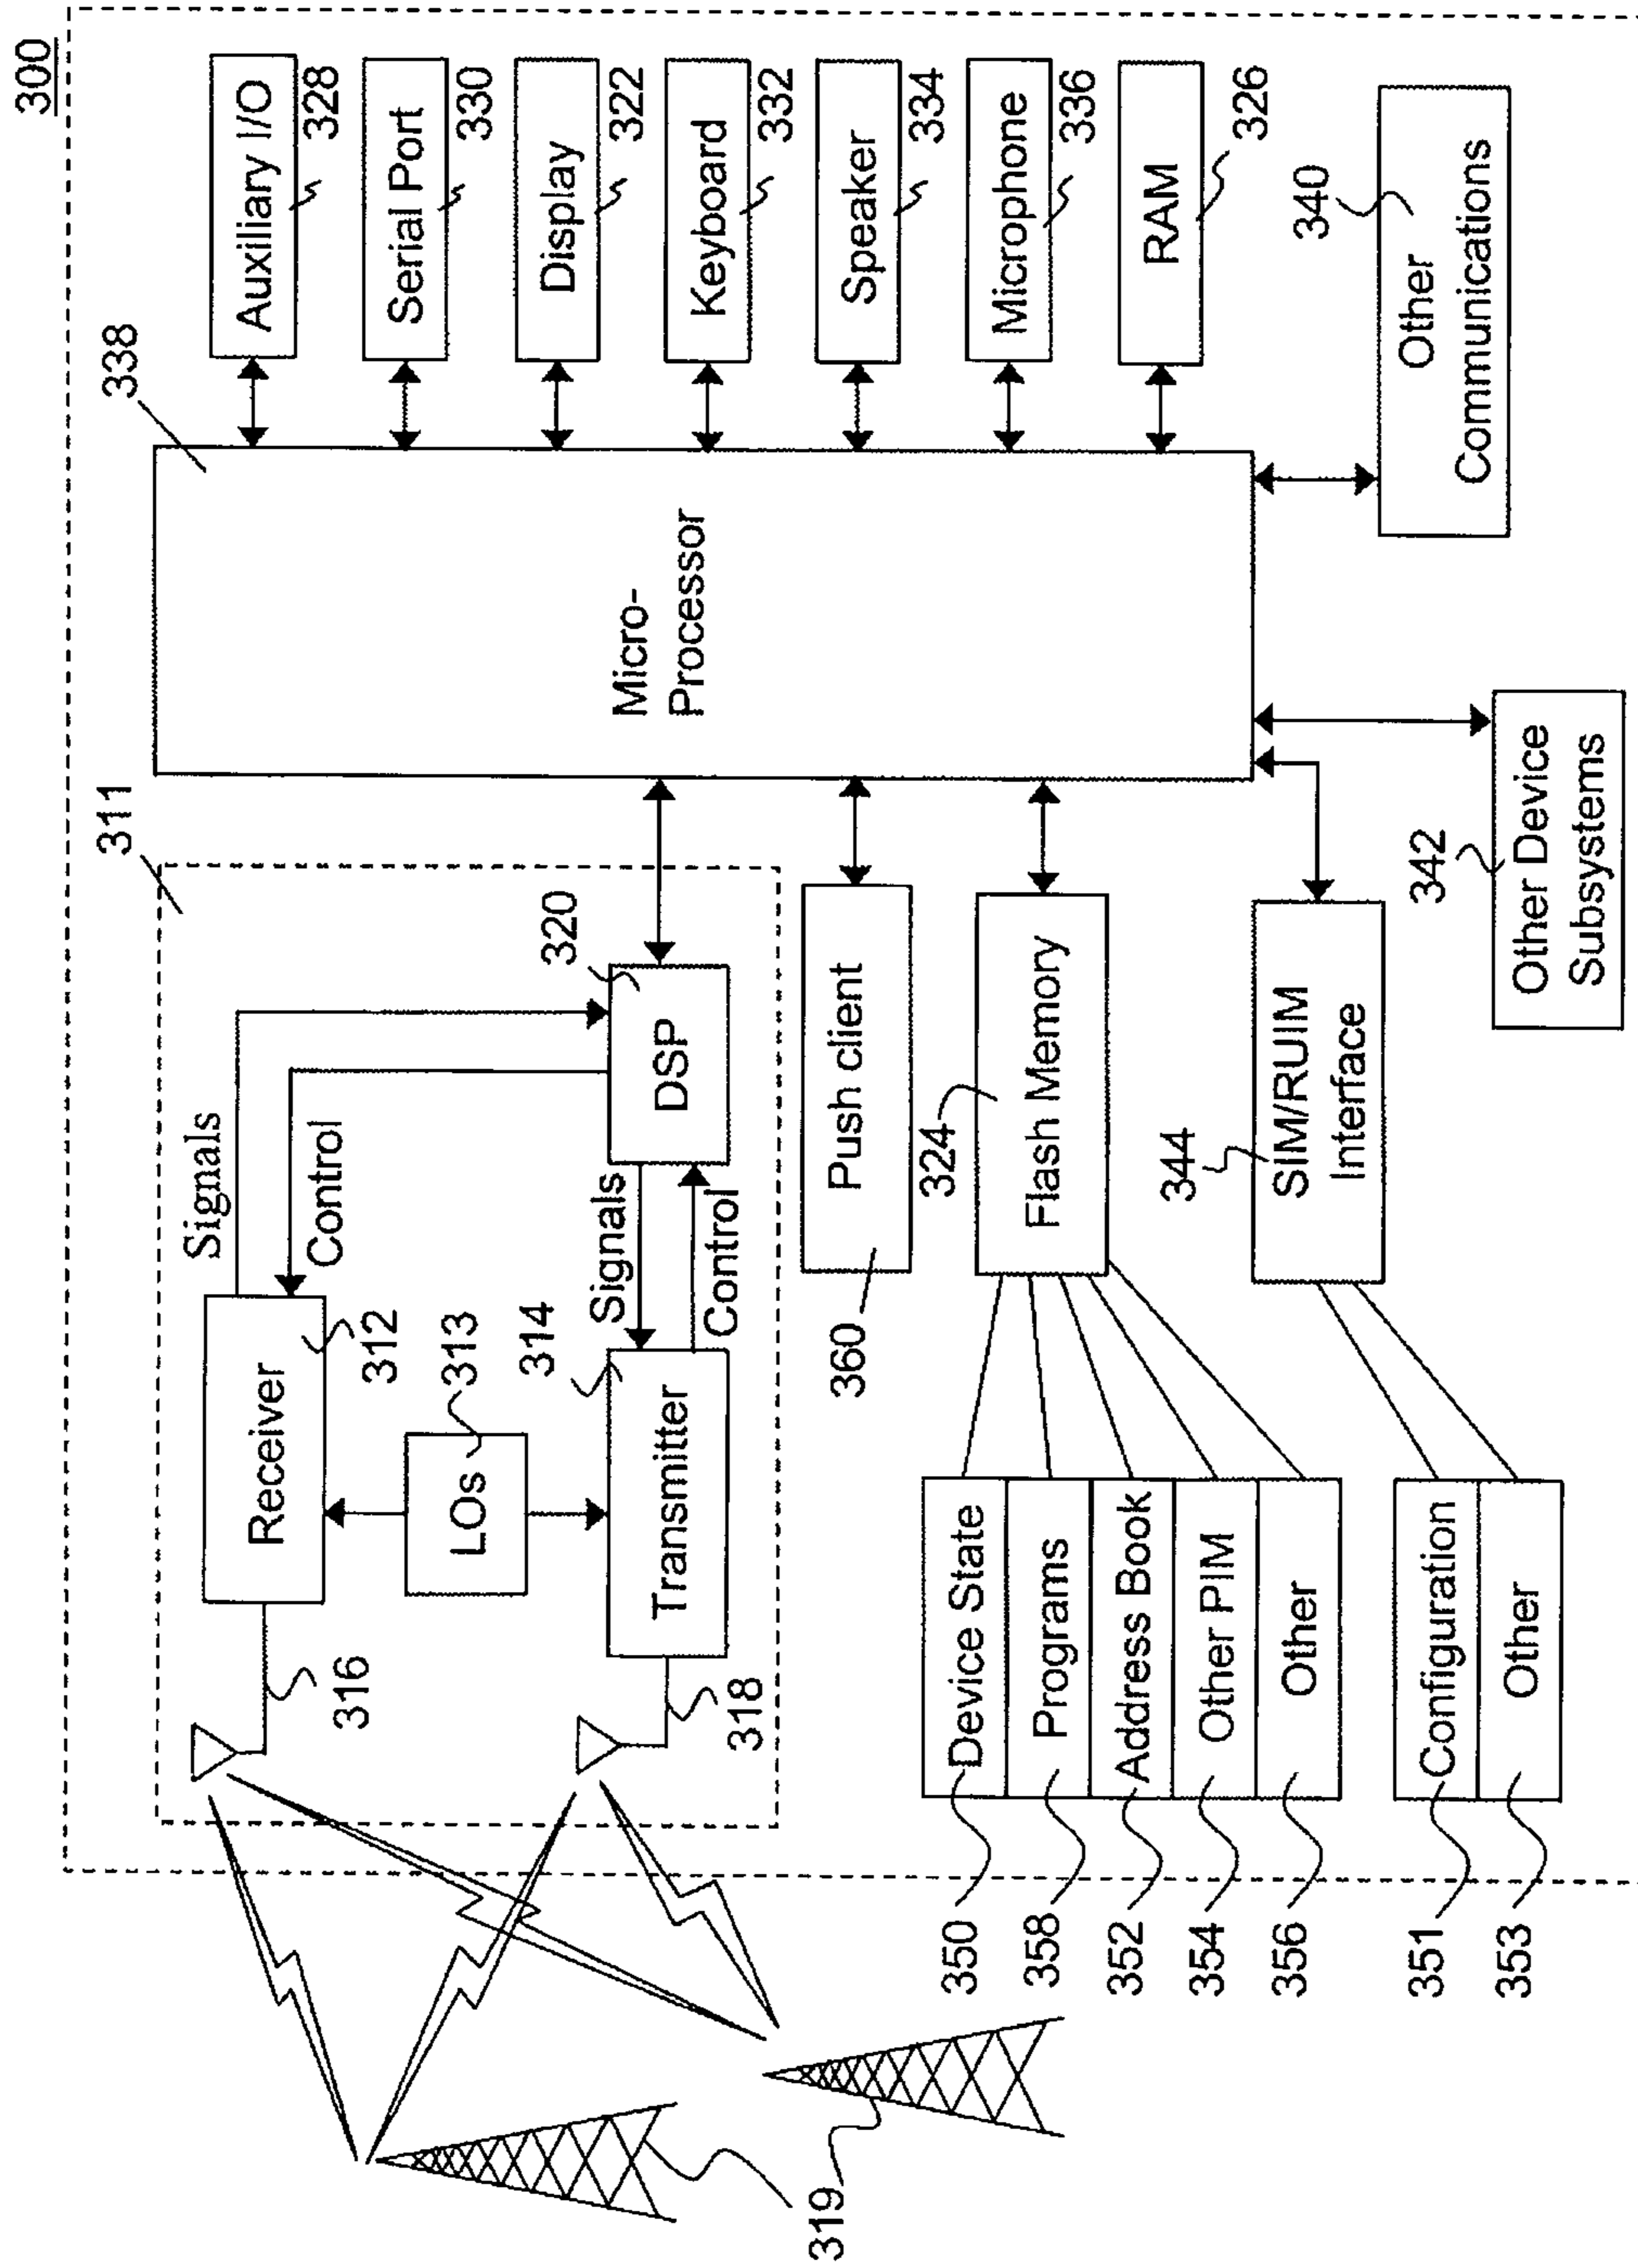 300
Auxiliary I/O
328
Serial Port
330
Display
322
Keyboard
332
Speaker
334
Microphone
336
RAM
326
Other
Communications
340
338
Micro-
Processor
311
320
DSP
Signals
Control
Signals
Control
Receiver
312
LOs
313
Transmitter
314
316
318
319
Push client
360
Flash Memory
324
SIM/RUIM
Interface
344
Other Device
Subsystems
342
Device State
350
Programs
358
Address Book
352
Other PIM
354
Other
356
Configuration
351
Other
353